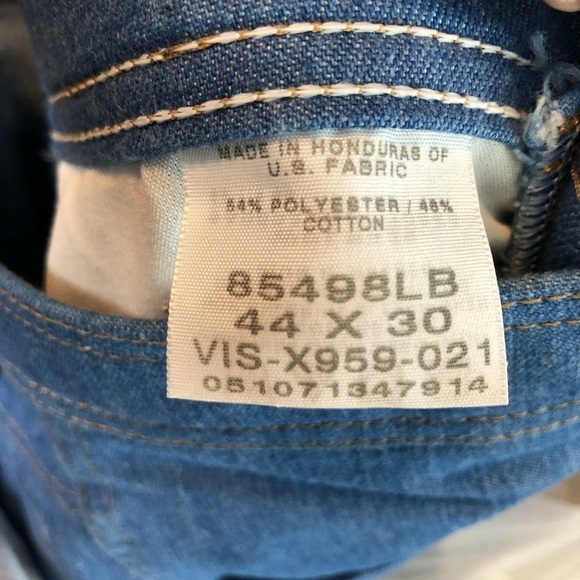 MADE IN HONDURAS OF
U.S. FABRIC
54% POLYESTER / 46%
COTTON
85498LB
44 X 30
VIS-X959-021
051071347914